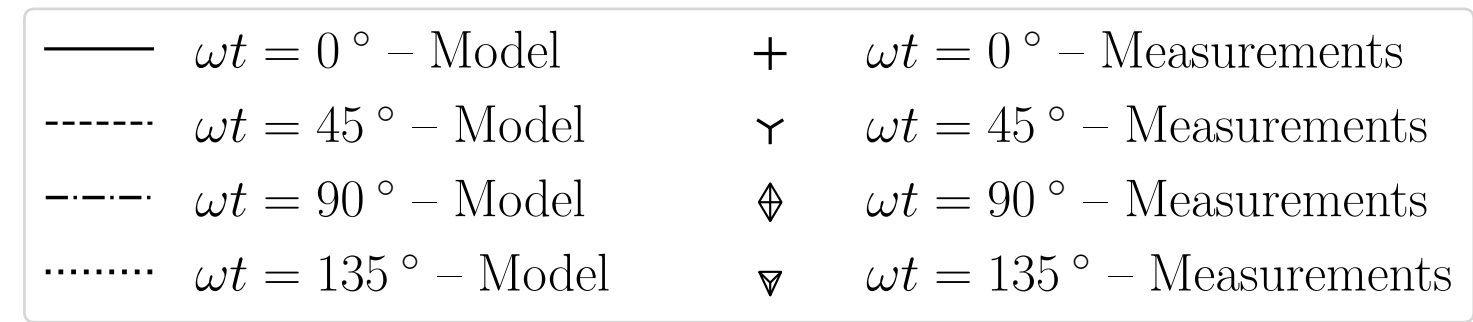 ωt = 0 ° – Model ωt = 0 ° – Measurements
ωt = 45 ° – Model ωt = 45 ° – Measurements
ωt = 90 ° – Model ωt = 90 ° – Measurements
ωt = 135 ° – Model ωt = 135 ° – Measurements